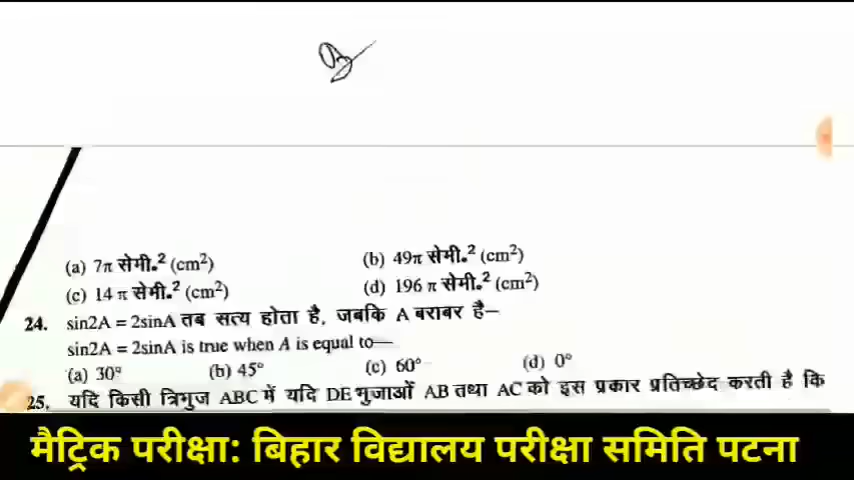 (a) 7π सेमी.² (cm²) (b) 49π सेमी.² (cm²)
(c) 14 π सेमी.² (cm²) (d) 196 π सेमी.² (cm²)
24. sin2A = 2sinA तब सत्य होता है, जबकि A बराबर है–
sin2A = 2sinA is true when A is equal to—
(a) 30° (b) 45° (c) 60° (d) 0°
25. यदि किसी त्रिभुज ABC में यदि DE भुजाओं AB तथा AC को इस प्रकार प्रतिच्छेद करती है कि
मैट्रिक परीक्षा: बिहार विद्यालय परीक्षा समिति पटना